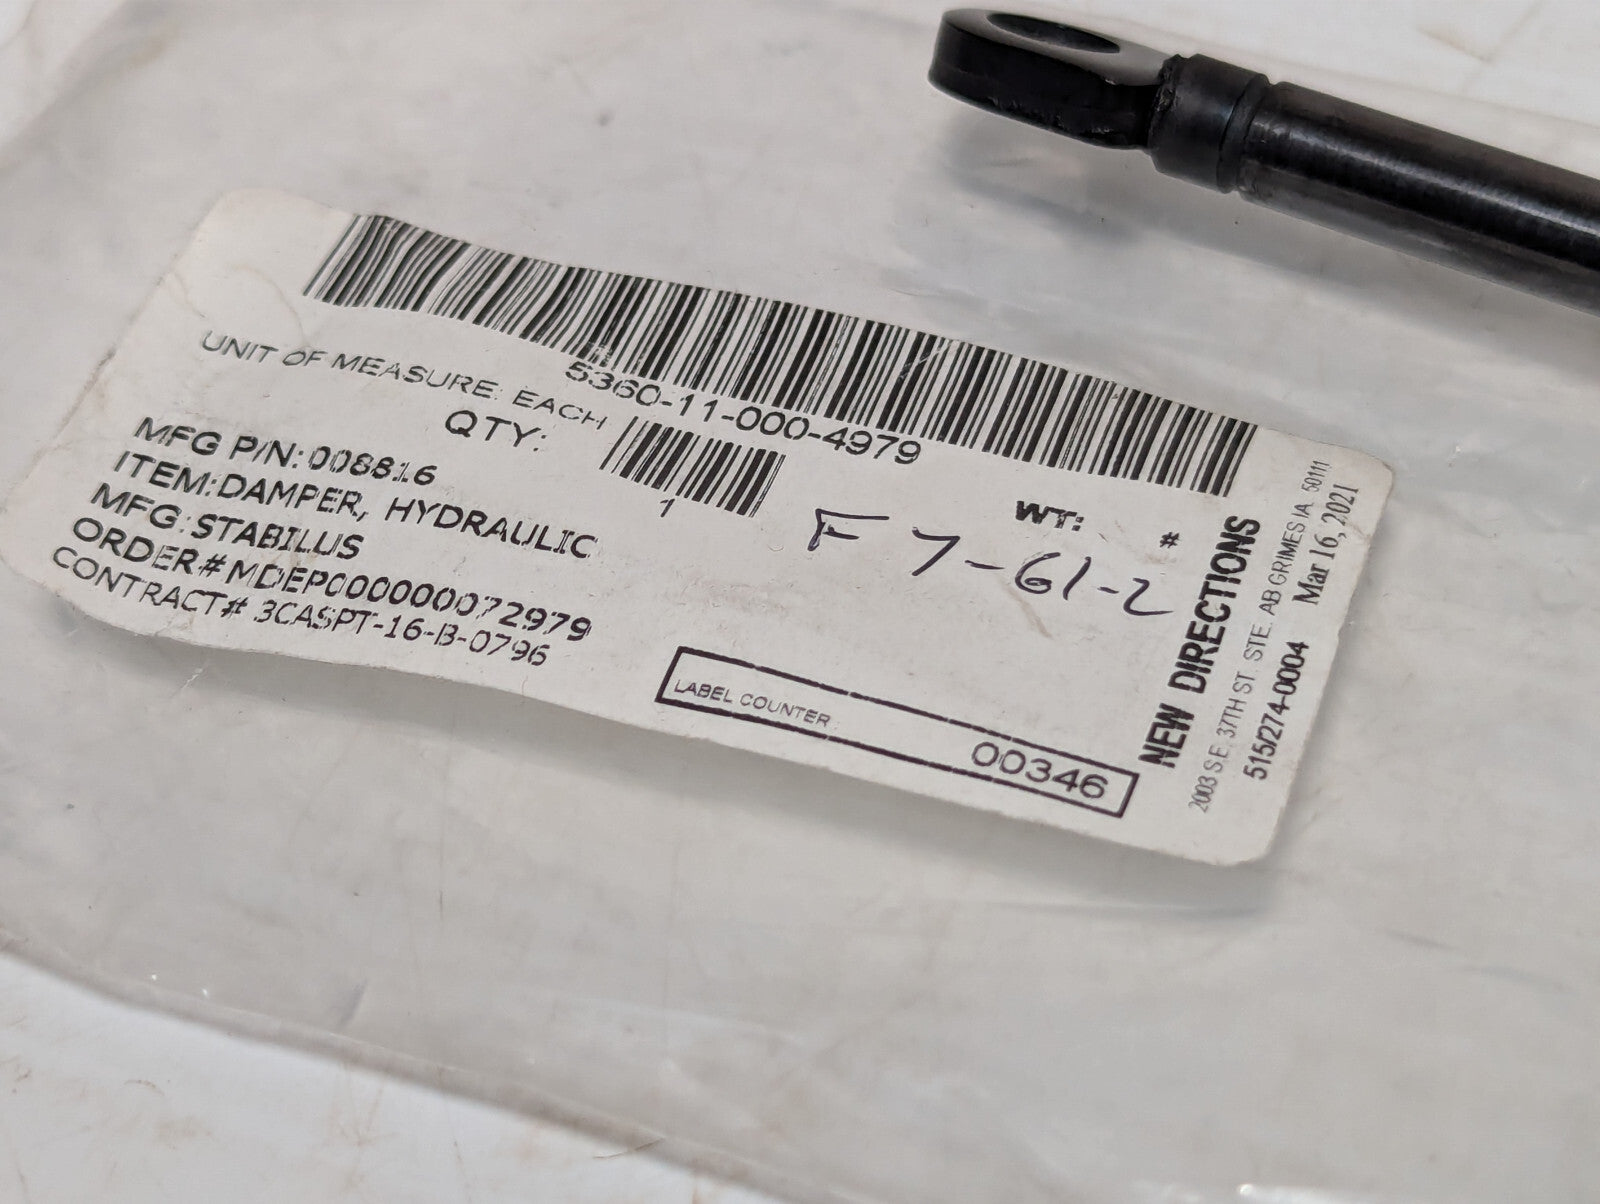 5360-11-000-4979
UNIT OF MEASURE: EACH
QTY:
1
MFG P/N: 008816
ITEM: DAMPER, HYDRAULIC
MFG: STABILUS
ORDER# MDEP000000072979
CONTRACT# 3CASPT-16-B-0796
WT: #
F7-61-2
LABEL COUNTER
00346
NEW DIRECTIONS
2003 S.E. 37TH ST. STE. AB GRIMES IA. 50111
515/274-0004 Mar 16, 2021